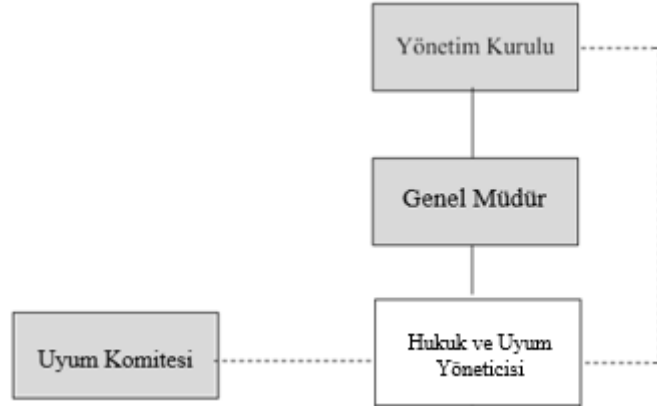 Yönetim Kurulu
Genel Müdür
Uyum Komitesi
Hukuk ve Uyum
Yöneticisi